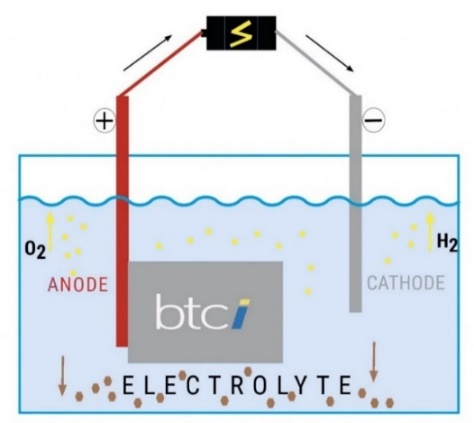 +
−
O2
H2
ANODE
CATHODE
btci
ELECTROLYTE